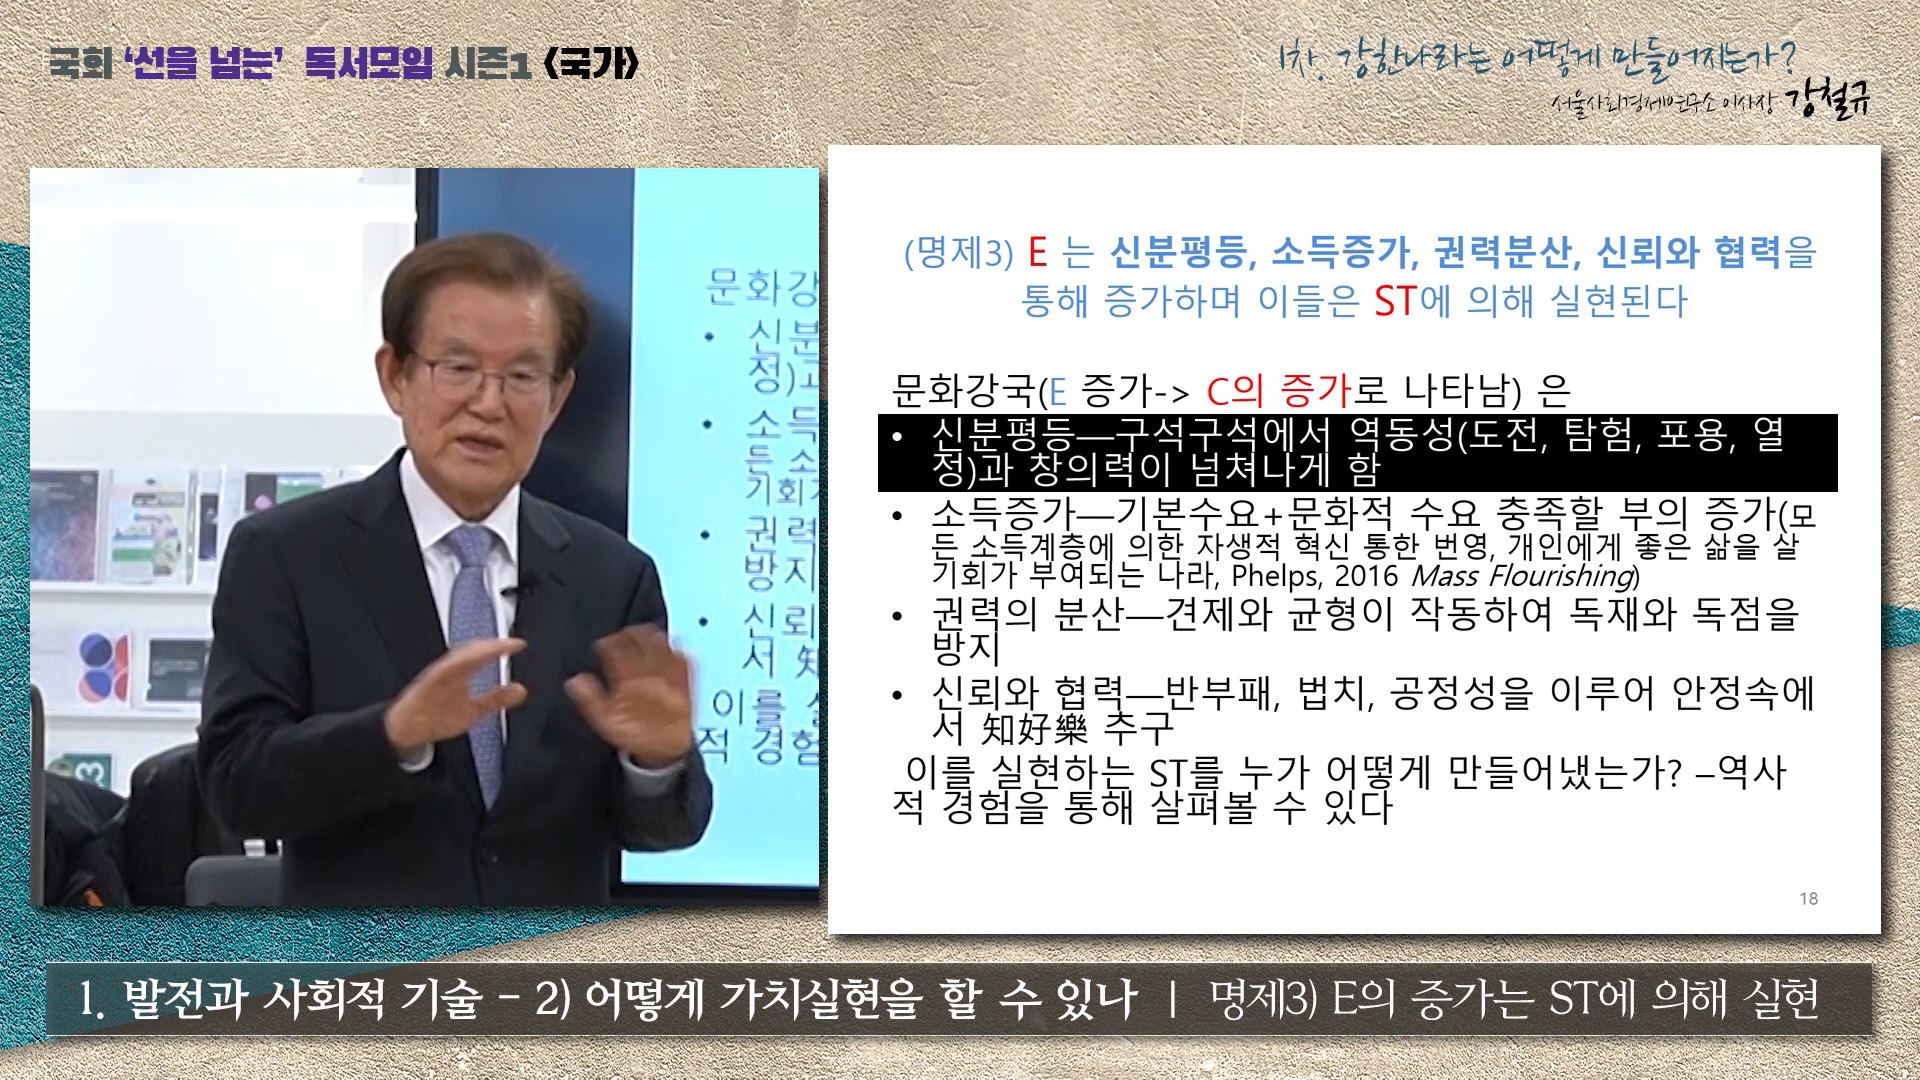 국회 ‘선을 넘는’ 독서모임 시즌1 〈국가〉
1차. 강한나라는 어떻게 만들어지는가?
서울사회경제연구소 이사장 강철규
문화강
• 신분
정)과
• 소득
든 소
기회가
• 권력
방지
• 신뢰
서 知
이를 실
적 경험
(명제3) E 는 신분평등, 소득증가, 권력분산, 신뢰와 협력을
통해 증가하며 이들은 ST에 의해 실현된다
문화강국(E 증가-> C의 증가로 나타남) 은
• 신분평등—구석구석에서 역동성(도전, 탐험, 포용, 열
정)과 창의력이 넘쳐나게 함
• 소득증가—기본수요+문화적 수요 충족할 부의 증가(모
든 소득계층에 의한 자생적 혁신 통한 번영, 개인에게 좋은 삶을 살
기회가 부여되는 나라, Phelps, 2016 Mass Flourishing)
• 권력의 분산—견제와 균형이 작동하여 독재와 독점을
방지
• 신뢰와 협력—반부패, 법치, 공정성을 이루어 안정속에
서 知好樂 추구
이를 실현하는 ST를 누가 어떻게 만들어냈는가? –역사
적 경험을 통해 살펴볼 수 있다
18
1. 발전과 사회적 기술 - 2) 어떻게 가치실현을 할 수 있나 | 명제3) E의 증가는 ST에 의해 실현